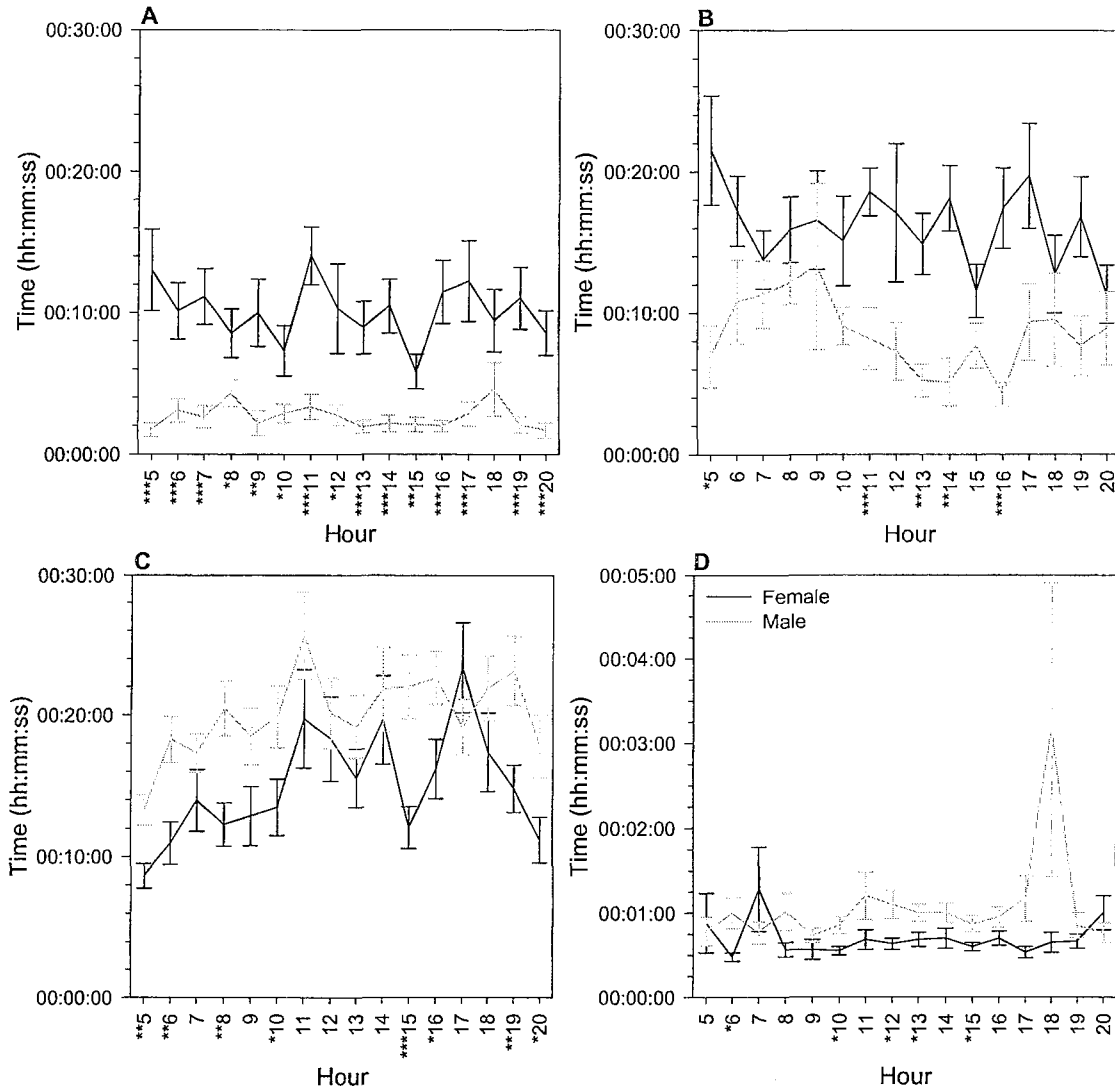 A
Time (hh:mm:ss)
00:30:00
00:20:00
00:10:00
00:00:00
***5 ***6 ***7 *8 **9 *10 ***11 *12 ***13 ***14 **15 ***16 ***17 18 ***19 ***20
Hour
B
Time (hh:mm:ss)
00:30:00
00:20:00
00:10:00
00:00:00
*5 6 7 8 9 10 ***11 12 **13 **14 15 ***16 17 18 19 20
Hour
C
Time (hh:mm:ss)
00:30:00
00:20:00
00:10:00
00:00:00
**5 **6 7 **8 9 *10 11 12 13 14 ***15 *16 17 18 **19 *20
Hour
D
Time (hh:mm:ss)
00:05:00
00:04:00
00:03:00
00:02:00
00:01:00
00:00:00
Female
Male
5 *6 7 8 9 *10 11 *12 *13 14 *15 16 17 18 19 20
Hour